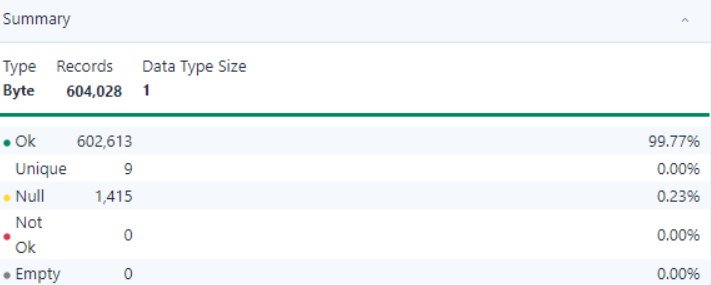 Summary
Type Records Data Type Size
Byte 604,028 1
Ok 602,613 99.77%
Unique 9 0.00%
Null 1,415 0.23%
Not
Ok 0 0.00%
Empty 0 0.00%